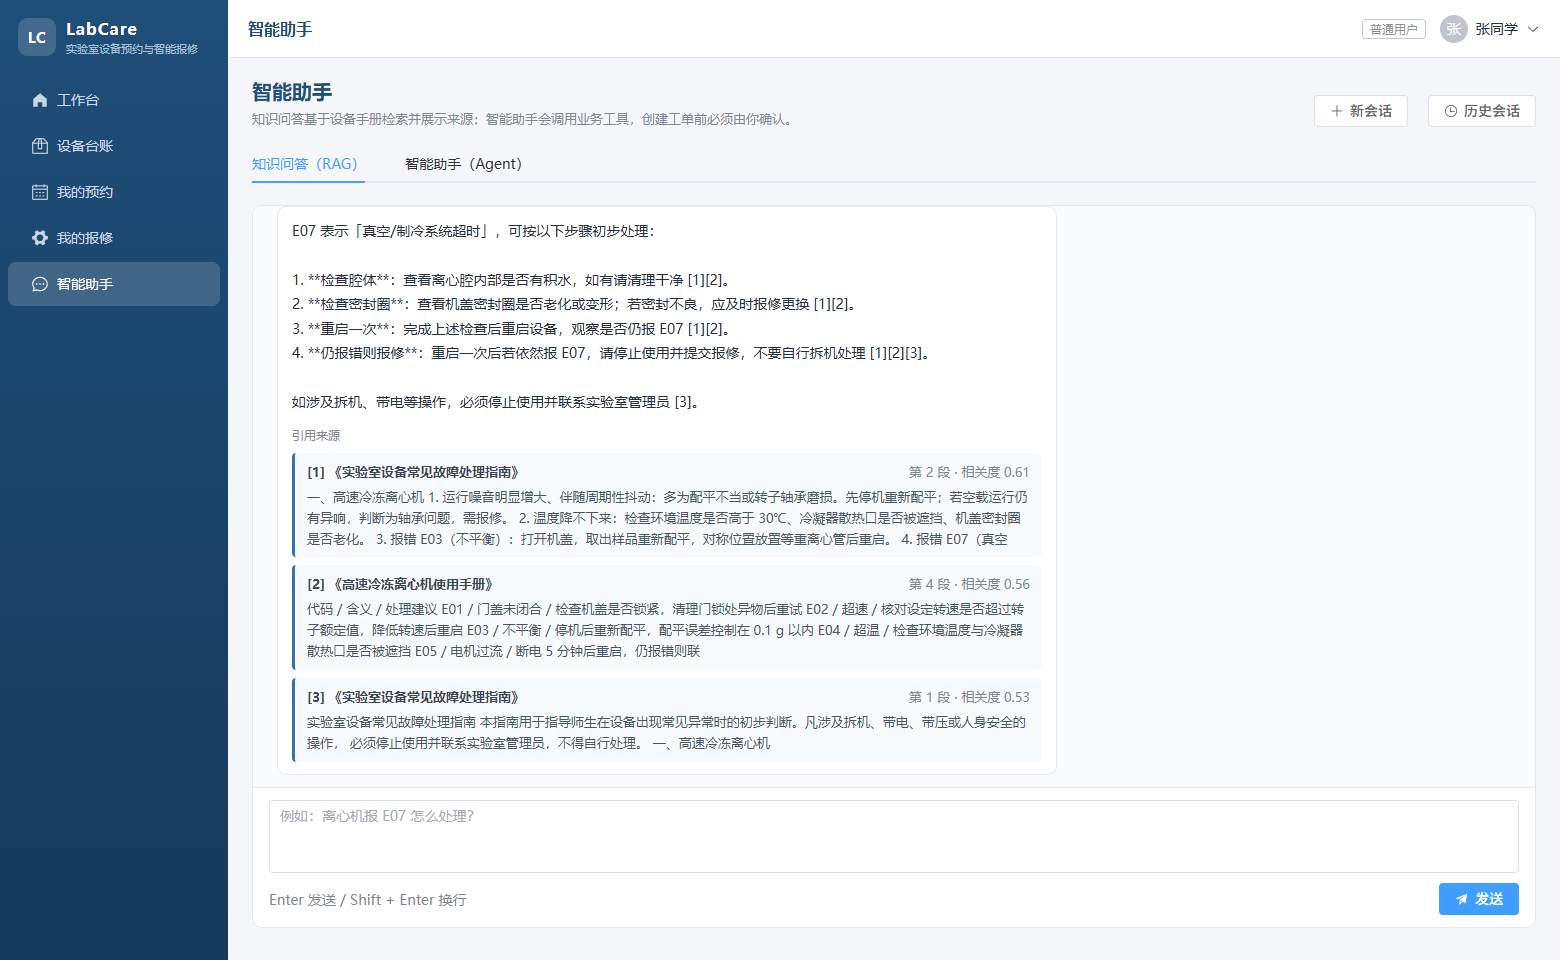 LC
LabCare
实验室设备预约与智能报修
工作台
设备台账
我的预约
我的报修
智能助手
智能助手
普通用户
张
张同学
智能助手
知识问答基于设备手册检索并展示来源；智能助手会调用业务工具，创建工单前必须由你确认。
新会话
历史会话
知识问答（RAG）
智能助手（Agent）
E07 表示「真空/制冷系统超时」，可按以下步骤初步处理：
1. **检查腔体**：查看离心腔内部是否有积水，如有请清理干净 [1][2]。
2. **检查密封圈**：查看机盖密封圈是否老化或变形；若密封不良，应及时报修更换 [1][2]。
3. **重启一次**：完成上述检查后重启设备，观察是否仍报 E07 [1][2]。
4. **仍报错则报修**：重启一次后若依然报 E07，请停止使用并提交报修，不要自行拆机处理 [1][2][3]。
如涉及拆机、带电等操作，必须停止使用并联系实验室管理员 [3]。
引用来源
[1] 《实验室设备常见故障处理指南》
第 2 段 · 相关度 0.61
一、高速冷冻离心机 1. 运行噪音明显增大、伴随周期性抖动：多为配平不当或转子轴承磨损。先停机重新配平；若空载运行仍
有异响，判断为轴承问题，需报修。 2. 温度降不下来：检查环境温度是否高于 30℃、冷凝器散热口是否被遮挡、机盖密封圈
是否老化。 3. 报错 E03（不平衡）：打开机盖，取出样品重新配平，对称位置放置等重离心管后重启。 4. 报错 E07（真空
[2] 《高速冷冻离心机使用手册》
第 4 段 · 相关度 0.56
代码 / 含义 / 处理建议 E01 / 门盖未闭合 / 检查机盖是否锁紧，清理门锁处异物后重试 E02 / 超速 / 核对设定转速是否超过转
子额定值，降低转速后重启 E03 / 不平衡 / 停机后重新配平，配平误差控制在 0.1 g 以内 E04 / 超温 / 检查环境温度与冷凝器
散热口是否被遮挡 E05 / 电机过流 / 断电 5 分钟后重启，仍报错则联
[3] 《实验室设备常见故障处理指南》
第 1 段 · 相关度 0.53
实验室设备常见故障处理指南 本指南用于指导师生在设备出现常见异常时的初步判断。凡涉及拆机、带电、带压或人身安全的
操作， 必须停止使用并联系实验室管理员，不得自行处理。 一、高速冷冻离心机
例如：离心机报 E07 怎么处理？
Enter 发送 / Shift + Enter 换行
发送